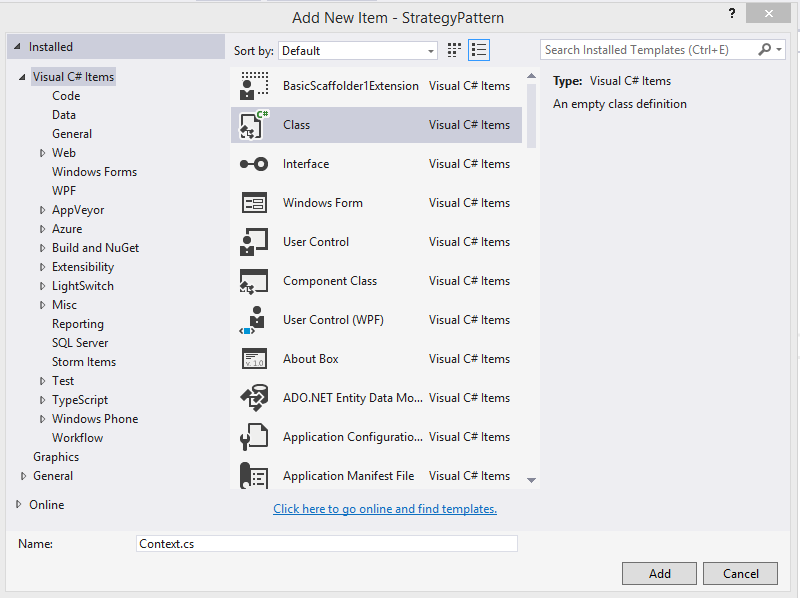 Add New Item - StrategyPattern
?
Installed
Sort by: Default
Search Installed Templates (Ctrl+E)
Visual C# Items
Code
Data
General
Web
Windows Forms
WPF
AppVeyor
Azure
Build and NuGet
Extensibility
LightSwitch
Misc
Reporting
SQL Server
Storm Items
Test
TypeScript
Windows Phone
Workflow
Graphics
General
Online
BasicScaffolder1Extension Visual C# Items
C# Class Visual C# Items
Interface Visual C# Items
Windows Form Visual C# Items
User Control Visual C# Items
Component Class Visual C# Items
User Control (WPF) Visual C# Items
v. 1.0 About Box Visual C# Items
ADO.NET Entity Data Mo... Visual C# Items
Application Configuratio... Visual C# Items
Application Manifest File Visual C# Items
Click here to go online and find templates.
Type: Visual C# Items
An empty class definition
Name: Context.cs
Add Cancel